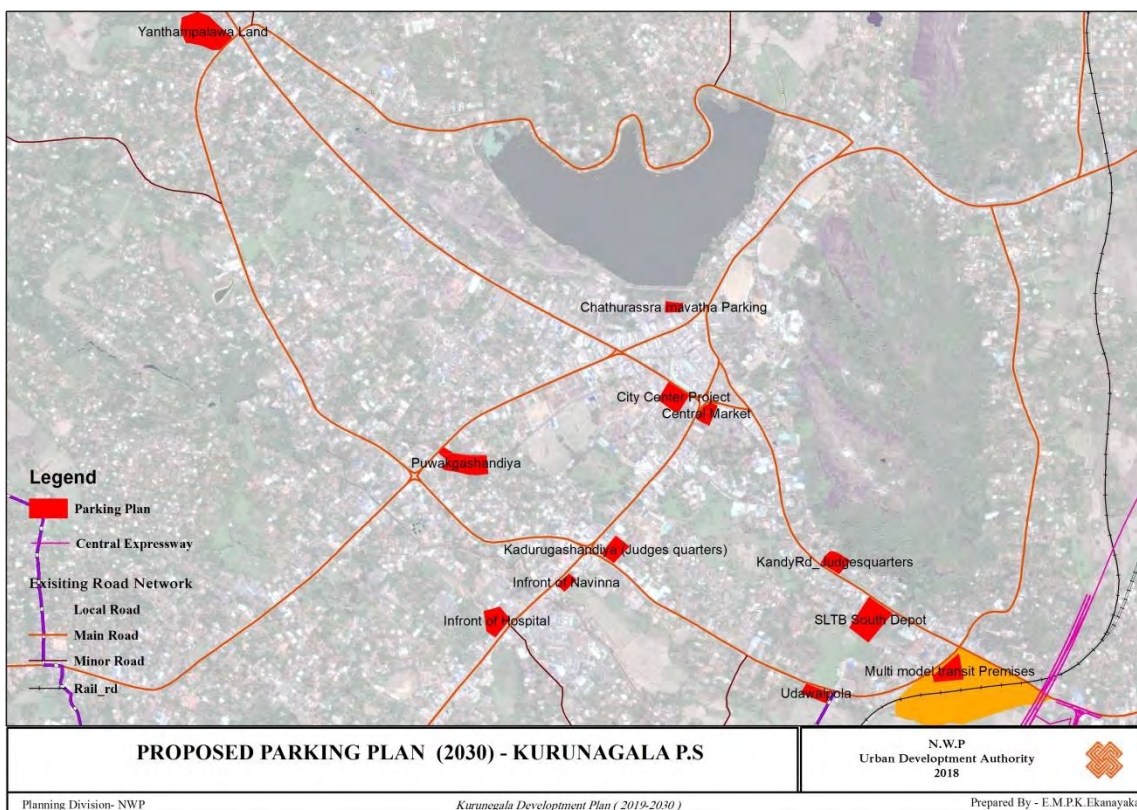 Yanthampalawa Land
Chathurassra mavatha Parking
City Center Project
Central Market
Puwakgashandiya
Kadurugashandiya (Judges quarters)
KandyRd_Judgesquarters
Infront of Navinna
Infront of Hospital
SLTB South Depot
Multi model transit Premises
Udawalpola
Legend
Parking Plan
Central Expressway
Exisiting Road Network
Local Road
Main Road
Minor Road
Rail_rd
PROPOSED PARKING PLAN (2030) - KURUNAGALA P.S
N.W.P
Urban Development Authority
2018
Planning Division- NWP
Kurunegala Development Plan ( 2019-2030 )
Prepared By - E.M.P.K.Ekanayaka